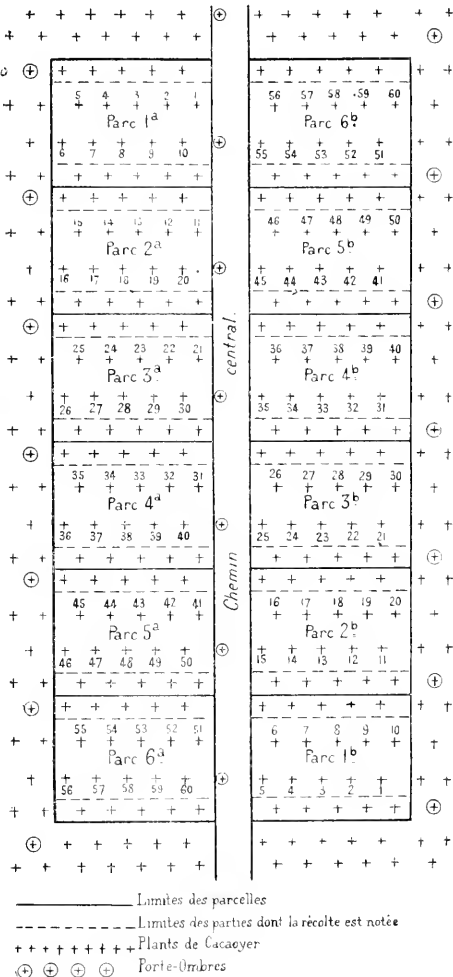 5 4 3 2 1
Parc 1ª
6 7 8 9 10
15 14 13 12 11
Parc 2ª
16 17 18 19 20
25 24 23 22 21
Parc 3ª
26 27 28 29 30
35 34 33 32 31
Parc 4ª
36 37 38 39 40
45 44 43 42 41
Parc 5ª
46 47 48 49 50
55 54 53 52 51
Parc 6ª
56 57 58 59 60
Chemin central.
56 57 58 59 60
Parc 6ᵇ
55 54 53 52 51
46 47 48 49 50
Parc 5ᵇ
45 44 43 42 41
36 37 38 39 40
Parc 4ᵇ
35 34 33 32 31
26 27 28 29 30
Parc 3ᵇ
25 24 23 22 21
16 17 18 19 20
Parc 2ᵇ
15 14 13 12 11
6 7 8 9 10
Parc 1ᵇ
5 4 3 2 1
Limites des parcelles
Limites des parties dont la récolte est notée
Plants de Cacaoyer
Porte-Ombres